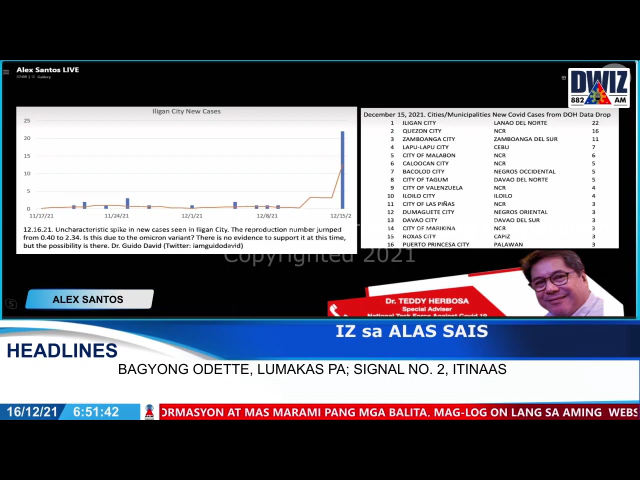 Alex Santos LIVE
Gallery
DWIZ
882 AM
Iligan City New Cases
25
20
15
10
5
0
11/17/21
11/24/21
12/1/21
12/8/21
12/15/2
12.16.21. Uncharacteristic spike in new cases seen in Iligan City. The reproduction number jumped
from 0.40 to 2.34. Is this due to the omicron variant? There is no evidence to support it at this time,
but the possibility is there. Dr. Guido David (Twitter: iamguidodavid)
December 15, 2021. Cities/Municipalities New Covid Cases from DOH Data Drop
1 ILIGAN CITY LANAO DEL NORTE 22
2 QUEZON CITY NCR 16
3 ZAMBOANGA CITY ZAMBOANGA DEL SUR 11
4 LAPU-LAPU CITY CEBU 7
5 CITY OF MALABON NCR 6
6 CALOOCAN CITY NCR 5
7 BACOLOD CITY NEGROS OCCIDENTAL 5
8 CITY OF TAGUM DAVAO DEL NORTE 5
9 CITY OF VALENZUELA NCR 4
10 ILOILO CITY ILOILO 4
11 CITY OF LAS PIÑAS NCR 3
12 DUMAGUETE CITY NEGROS ORIENTAL 3
13 DAVAO CITY DAVAO DEL SUR 3
14 CITY OF MARIKINA NCR 3
15 ROXAS CITY CAPIZ 3
16 PUERTO PRINCESA CITY PALAWAN 3
Copyrighted 2021
Dr. TEDDY HERBOSA
Special Adviser
National Task Force Against Covid 19
ALEX SANTOS
IZ sa ALAS SAIS
HEADLINES
BAGYONG ODETTE, LUMAKAS PA; SIGNAL NO. 2, ITINAAS
16/12/21 6:51:42 ORMASYON AT MAS MARAMI PANG MGA BALITA, MAG-LOG ON LANG SA AMING WEBS